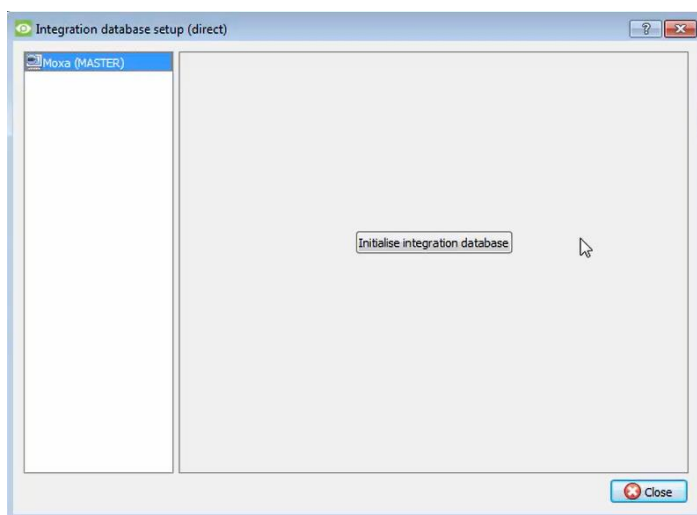 Integration database setup (direct)
Moxa (MASTER)
Initialise integration database
Close